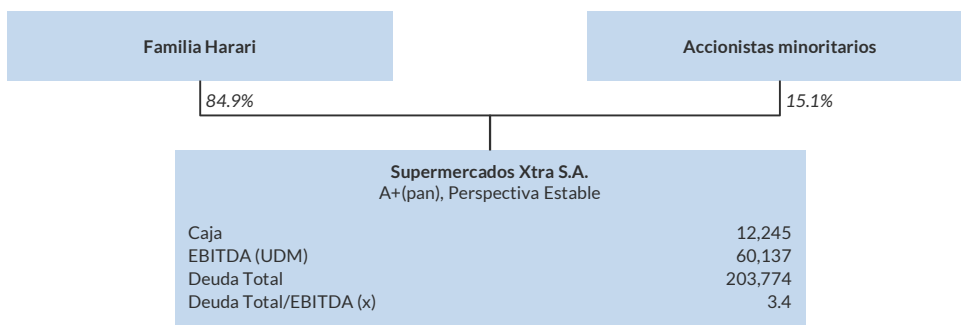 Familia Harari
Accionistas minoritarios
84.9%
15.1%
Supermercados Xtra S.A.
A+(pan), Perspectiva Estable
Caja 12,245
EBITDA (UDM) 60,137
Deuda Total 203,774
Deuda Total/EBITDA (x) 3.4